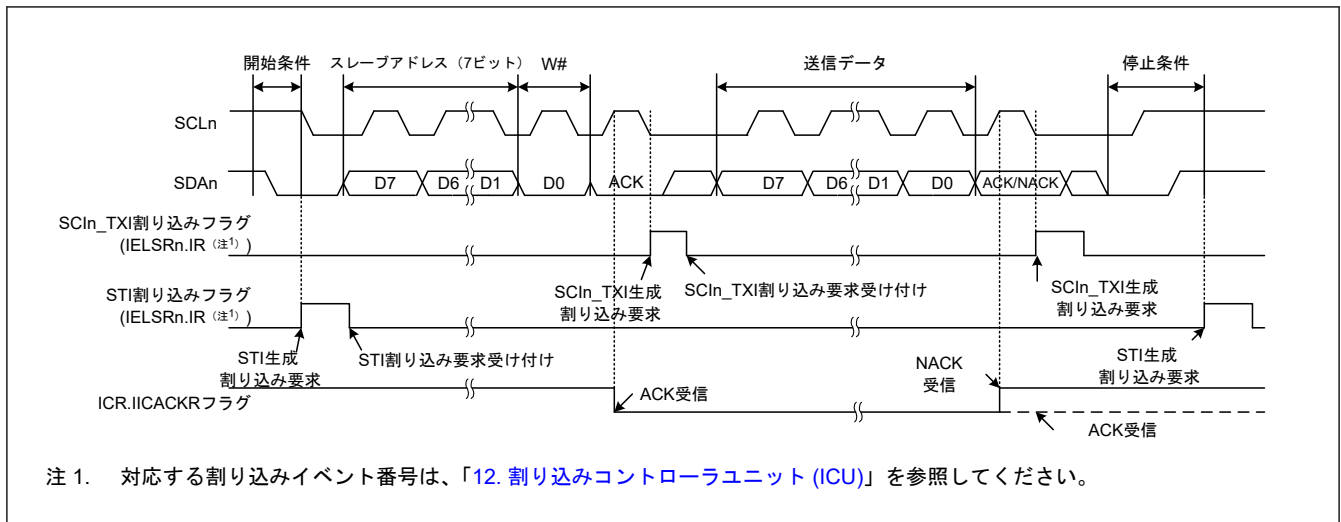 開始条件 スレーブアドレス（7ビット） W# 送信データ 停止条件
SCLn
SDAn D7 D6 D1 D0 ACK D7 D6 D1 D0 ACK/NACK
SCIn_TXI割り込みフラグ
(IELSRn.IR（注1）)
SCIn_TXI生成
割り込み要求
SCIn_TXI割り込み要求受け付け
SCIn_TXI生成
割り込み要求
STI割り込みフラグ
(IELSRn.IR（注1）)
STI生成
割り込み要求
STI割り込み要求受け付け
STI生成
割り込み要求
ICR.IICACKRフラグ
ACK受信
NACK
受信
ACK受信
注 1. 対応する割り込みイベント番号は、「12. 割り込みコントローラユニット (ICU)」を参照してください。